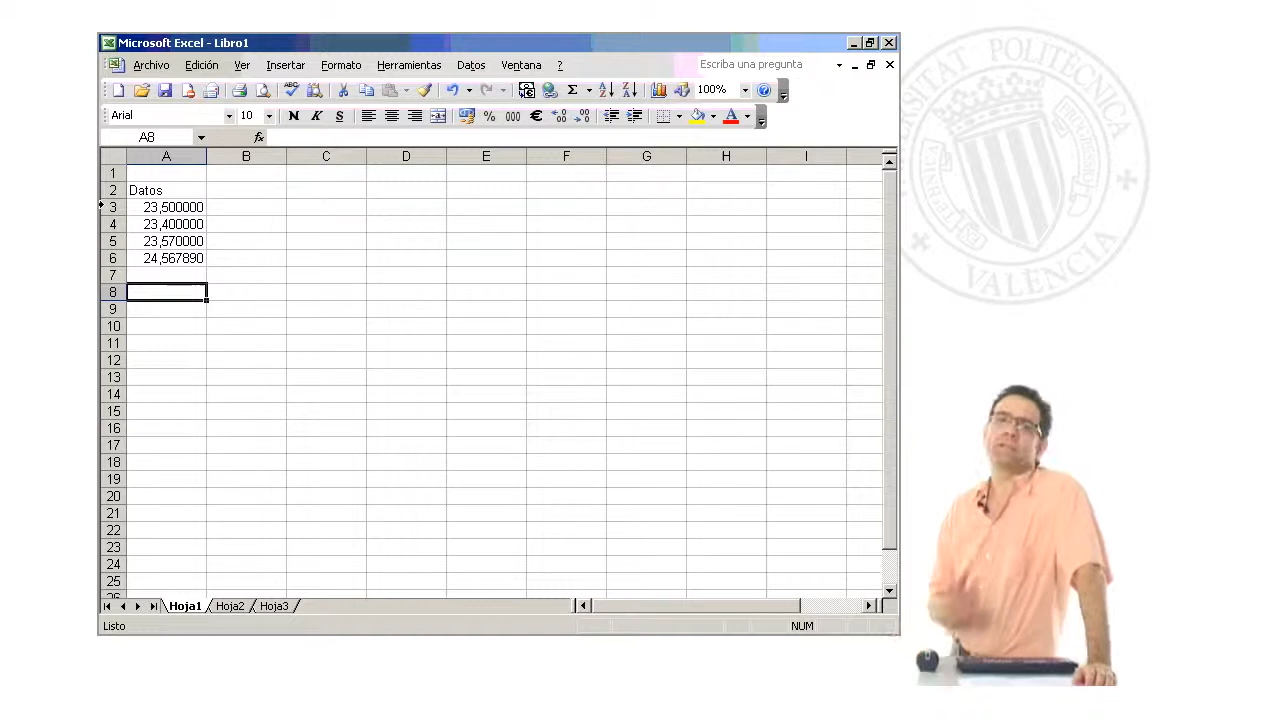 Microsoft Excel - Libro1
Archivo Edición Ver Insertar Formato Herramientas Datos Ventana ? Escriba una pregunta
100%
Arial 10 N K S % 000 €
A8 fx
A B C D E F G H I
1
2 Datos
3 23,500000
4 23,400000
5 23,570000
6 24,567890
7
8
9
10
11
12
13
14
15
16
17
18
19
20
21
22
23
24
25
Hoja1 Hoja2 Hoja3
Listo NUM
UNIVERSITAT POLITÈCNICA
VALÈNCIA